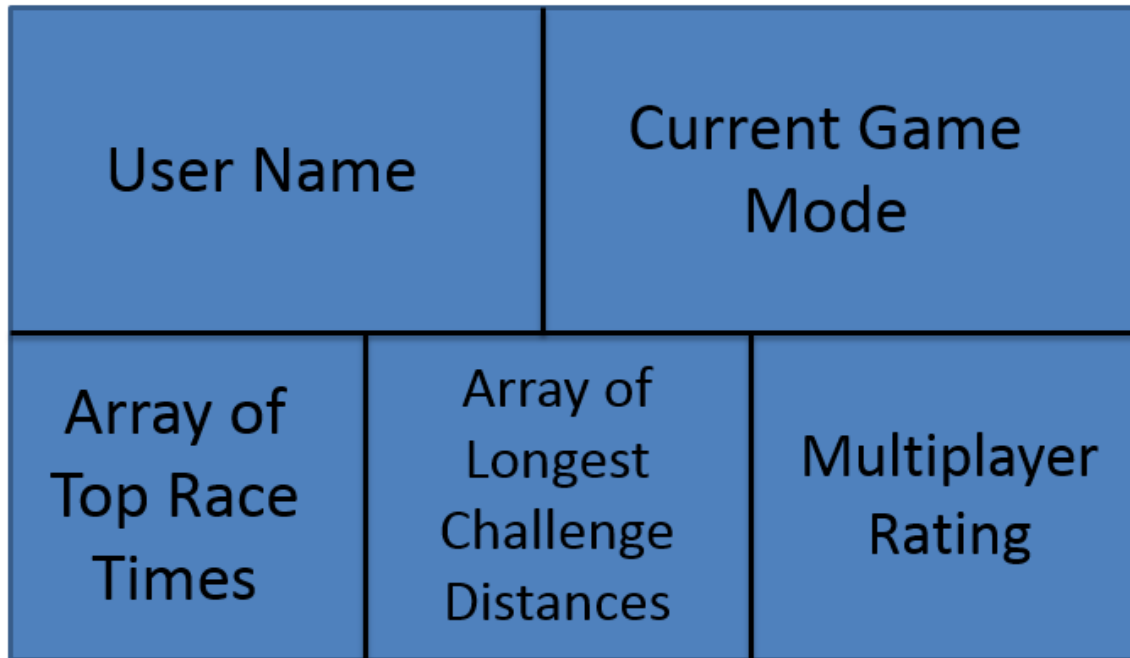 User Name
Current Game
Mode
Array of
Top Race
Times
Array of
Longest
Challenge
Distances
Multiplayer
Rating